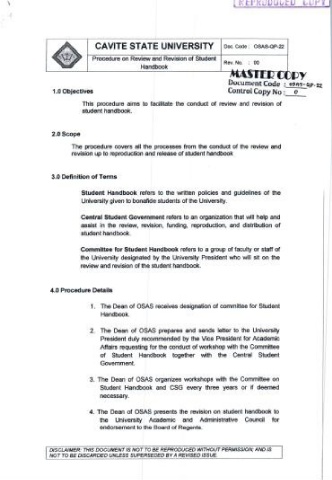 REPRODUCED COPY
CAVITE STATE UNIVERSITY
Doc. Code : OSAS-QP-22
Procedure on Review and Revision of Student
Handbook
Rev. No. : 00
MASTER COPY
Document Code : OSAS-QP-22
Control Copy No : 0
1.0 Objectives
This procedure aims to facilitate the conduct of review and revision of
student handbook.
2.0 Scope
The procedure covers all the processes from the conduct of the review and
revision up to reproduction and release of student handbook
3.0 Definition of Terms
Student Handbook refers to the written policies and guidelines of the
University given to bonafide students of the University.
Central Student Government refers to an organization that will help and
assist in the review, revision, funding, reproduction, and distribution of
student handbook.
Committee for Student Handbook refers to a group of faculty or staff of
the University designated by the University President who will sit on the
review and revision of the student handbook.
4.0 Procedure Details
1. The Dean of OSAS receives designation of committee for Student
Handbook.
2. The Dean of OSAS prepares and sends letter to the University
President duly recommended by the Vice President for Academic
Affairs requesting for the conduct of workshop with the Committee
of Student Handbook together with the Central Student
Government.
3. The Dean of OSAS organizes workshops with the Committee on
Student Handbook and CSG every three years or if deemed
necessary.
4. The Dean of OSAS presents the revision on student handbook to
the University Academic and Administrative Council for
endorsement to the Board of Regents.
DISCLAIMER: THIS DOCUMENT IS NOT TO BE REPRODUCED WITHOUT PERMISSION; AND IS
NOT TO BE DISCARDED UNLESS SUPERSEDED BY A REVISED ISSUE.